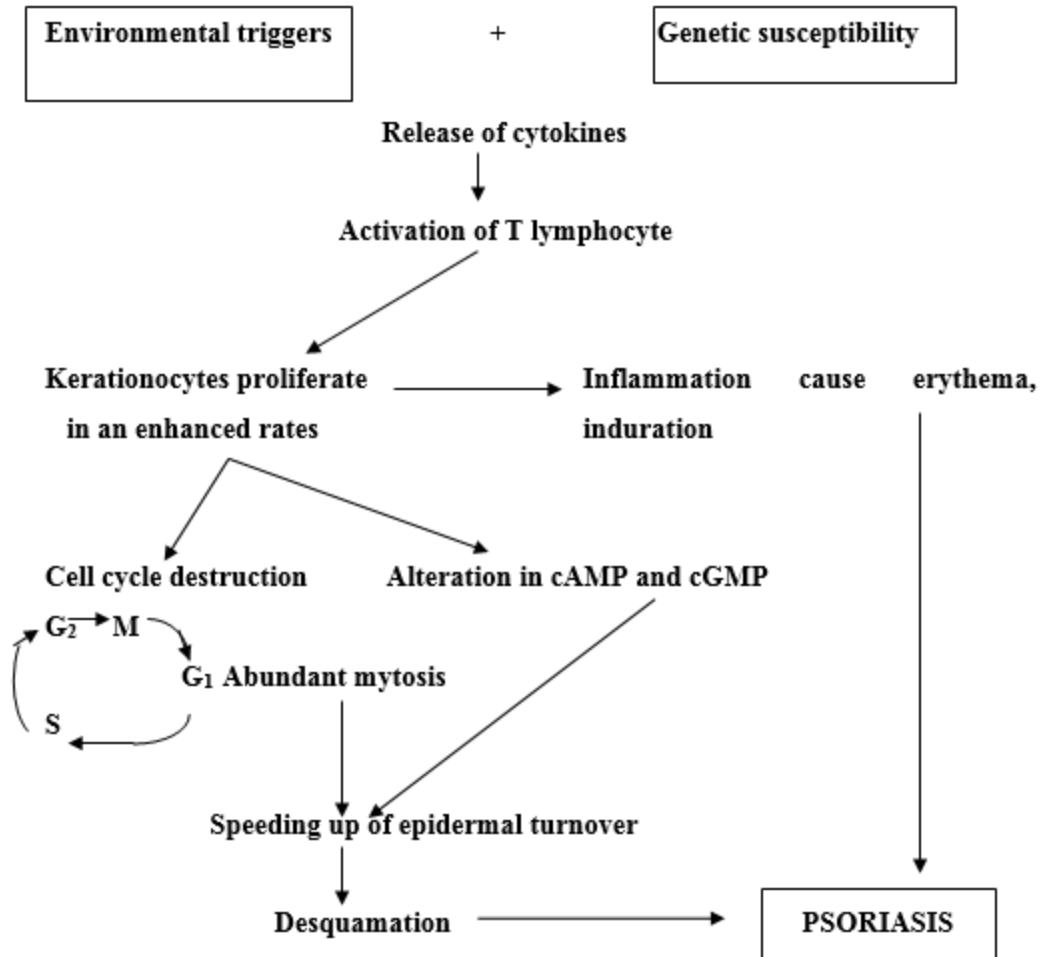 Environmental triggers + Genetic susceptibility
Release of cytokines
Activation of T lymphocyte
Kerationocytes proliferate
in an enhanced rates
Inflammation cause erythema,
induration
Cell cycle destruction
Alteration in cAMP and cGMP
G₂ M
G₁ Abundant mytosis
S
Speeding up of epidermal turnover
Desquamation
PSORIASIS